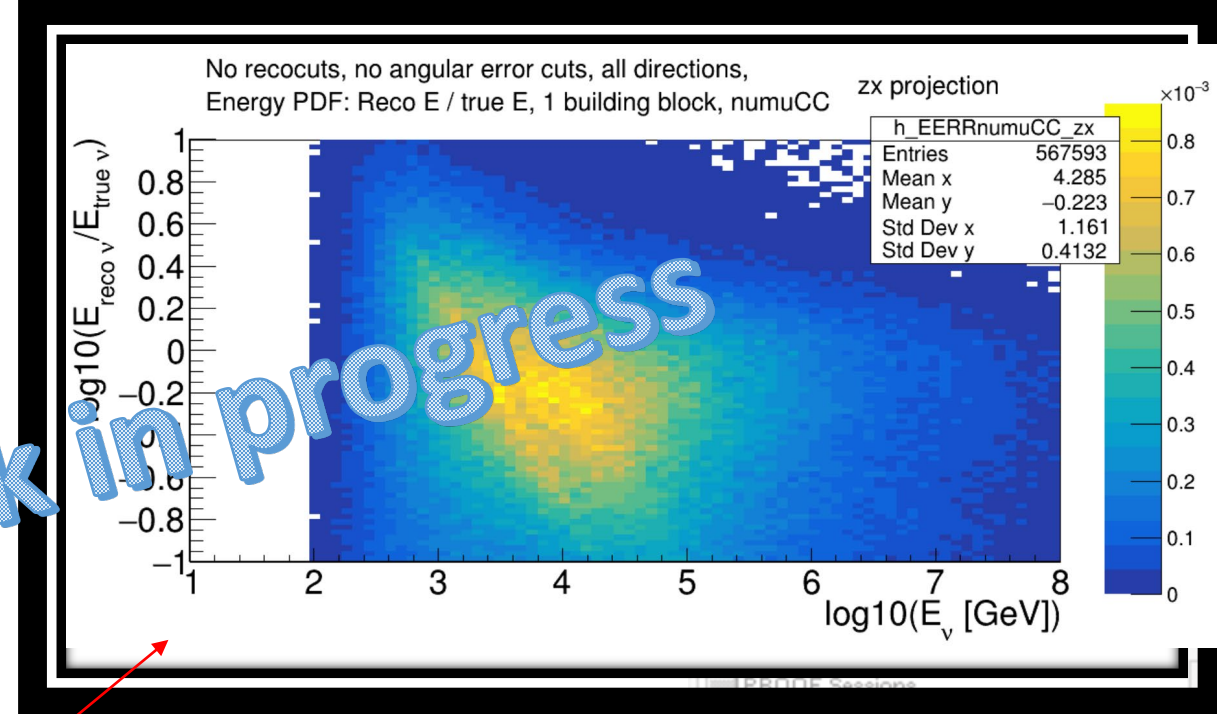 No recocuts, no angular error cuts, all directions,
Energy PDF: Reco E / true E, 1 building block, numuCC
zx projection
×10⁻³
h_EERRnumuCC_zx
Entries 567593
Mean x 4.285
Mean y −0.223
Std Dev x 1.161
Std Dev y 0.4132
1
0.8
0.6
0.4
0.2
0
−0.2
−0.6
−0.8
−1
(E_reco ν/E_true ν)
in progress
1 2 3 4 5 6 7 8
log10(E_ν [GeV])
0.8
0.7
0.6
0.5
0.4
0.3
0.2
0.1
0
PROOF Sessions